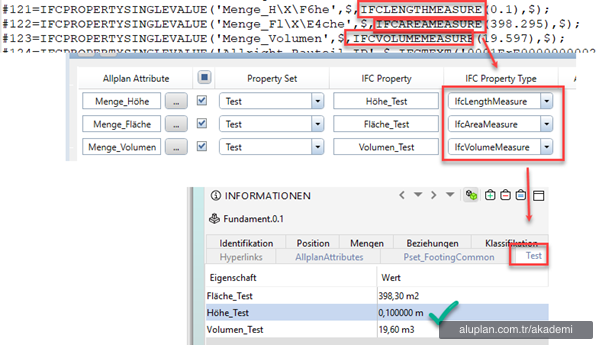 #121=IFCPROPERTYSINGLEVALUE('Menge_H\X\F6he',$,IFCLENGTHMEASURE(0.1),$);
#122=IFCPROPERTYSINGLEVALUE('Menge_Fl\X\E4che',$,IFCAREAMEASURE(398.295),$);
#123=IFCPROPERTYSINGLEVALUE('Menge_Volumen',$,IFCVOLUMEMEASURE(19.597),$);
Allplan Attribute Property Set IFC Property IFC Property Type
Menge_Höhe ... Test Höhe_Test IfcLengthMeasure
Menge_Fläche ... Test Fläche_Test IfcAreaMeasure
Menge_Volumen ... Test Volumen_Test IfcVolumeMeasure
INFORMATIONEN
Fundament.0.1
Identifikation Position Mengen Beziehungen Klassifikation
Hyperlinks AllplanAttributes Pset_FootingCommon Test
Eigenschaft Wert
Fläche_Test 398,30 m2
Höhe_Test 0,100000 m
Volumen_Test 19,60 m3
aluplan.com.tr/akademi